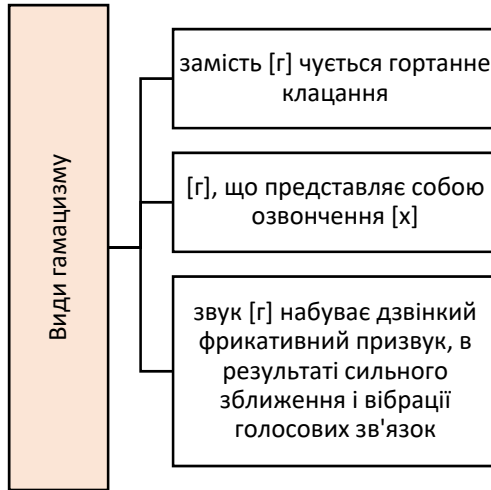 Види гамацизму
замість [г] чується гортанне
клацання
[г], що представляє собою
озвончення [х]
звук [г] набуває дзвінкий
фрикативний призвук, в
результаті сильного
зближення і вібрації
голосових зв'язок